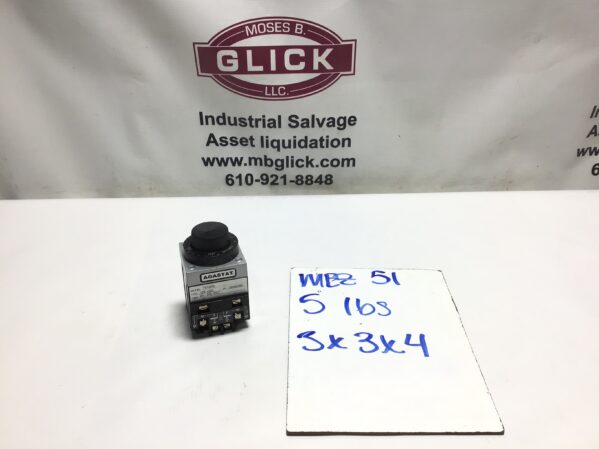 MOSES B.
GLICK
LLC.
Industrial Salvage
Asset liquidation
www.mbglick.com
610-921-8848
AGASTAT
MBZ 51
5 lbs
3x3x4